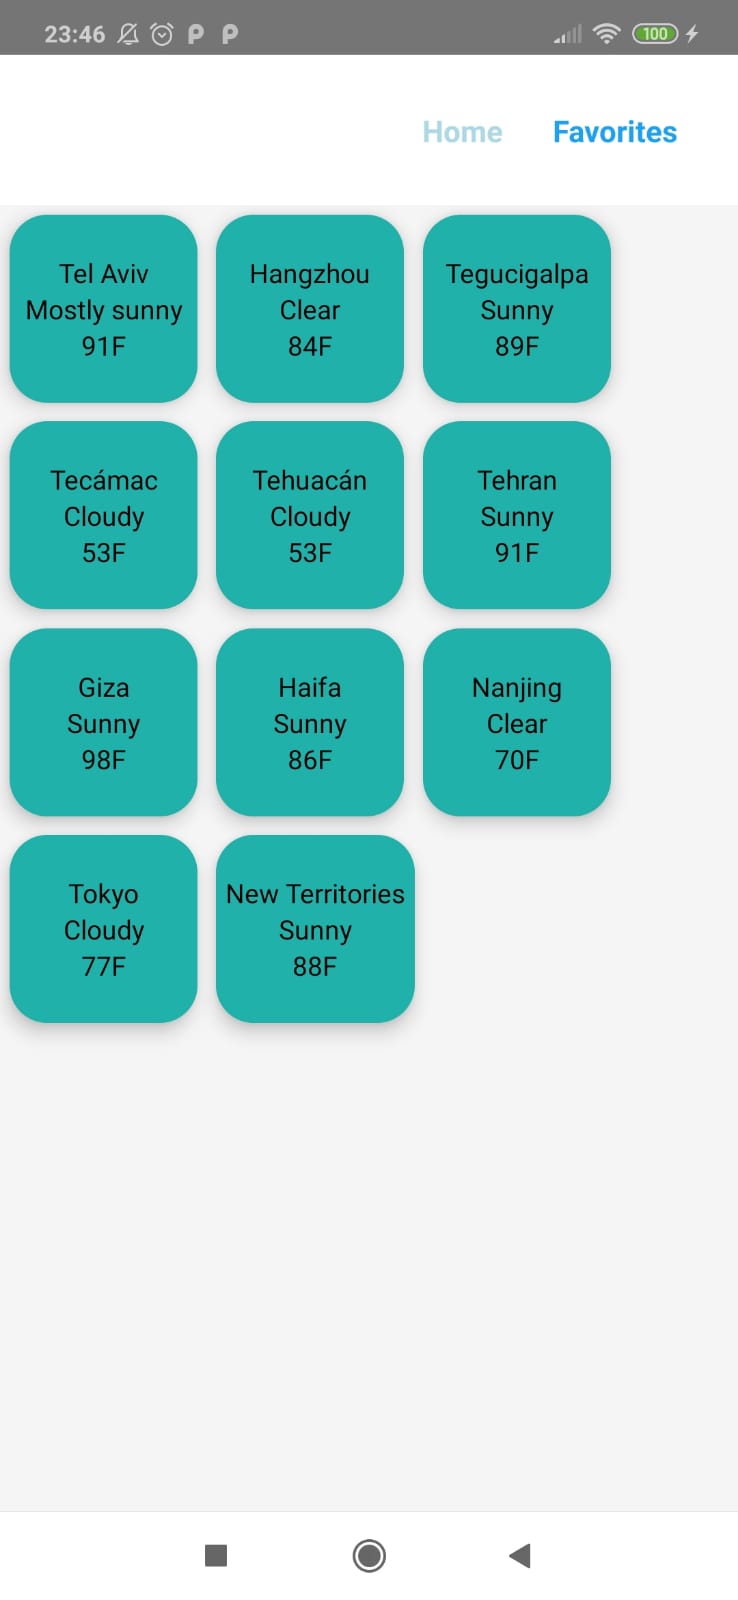 23:46
100
Home Favorites
Tel Aviv
Mostly sunny
91F
Hangzhou
Clear
84F
Tegucigalpa
Sunny
89F
Tecámac
Cloudy
53F
Tehuacán
Cloudy
53F
Tehran
Sunny
91F
Giza
Sunny
98F
Haifa
Sunny
86F
Nanjing
Clear
70F
Tokyo
Cloudy
77F
New Territories
Sunny
88F